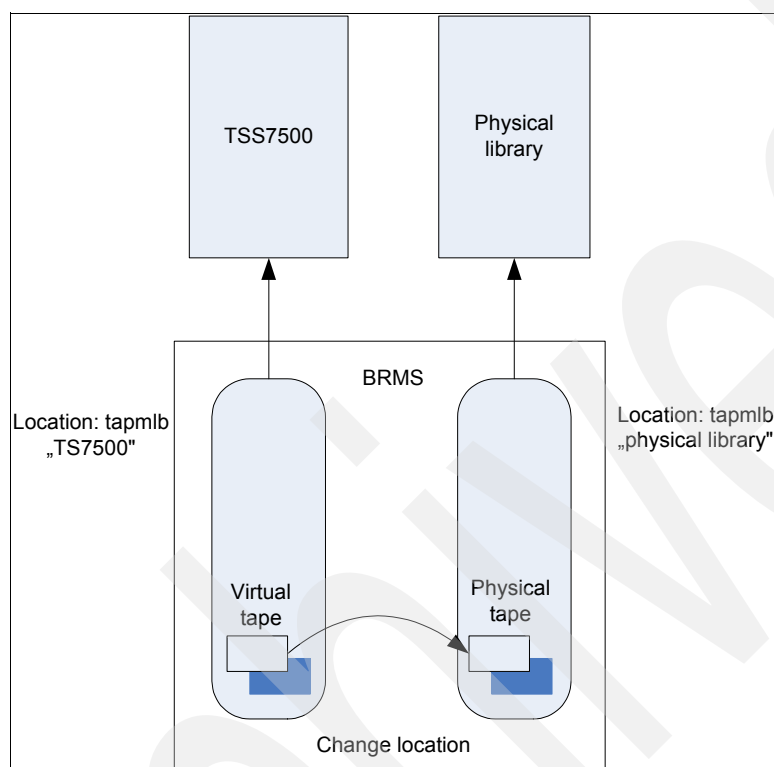 TSS7500
Physical
library
BRMS
Location: tapmlb
„TS7500"
Location: tapmlb
„physical library"
Virtual
tape
Physical
tape
Change location